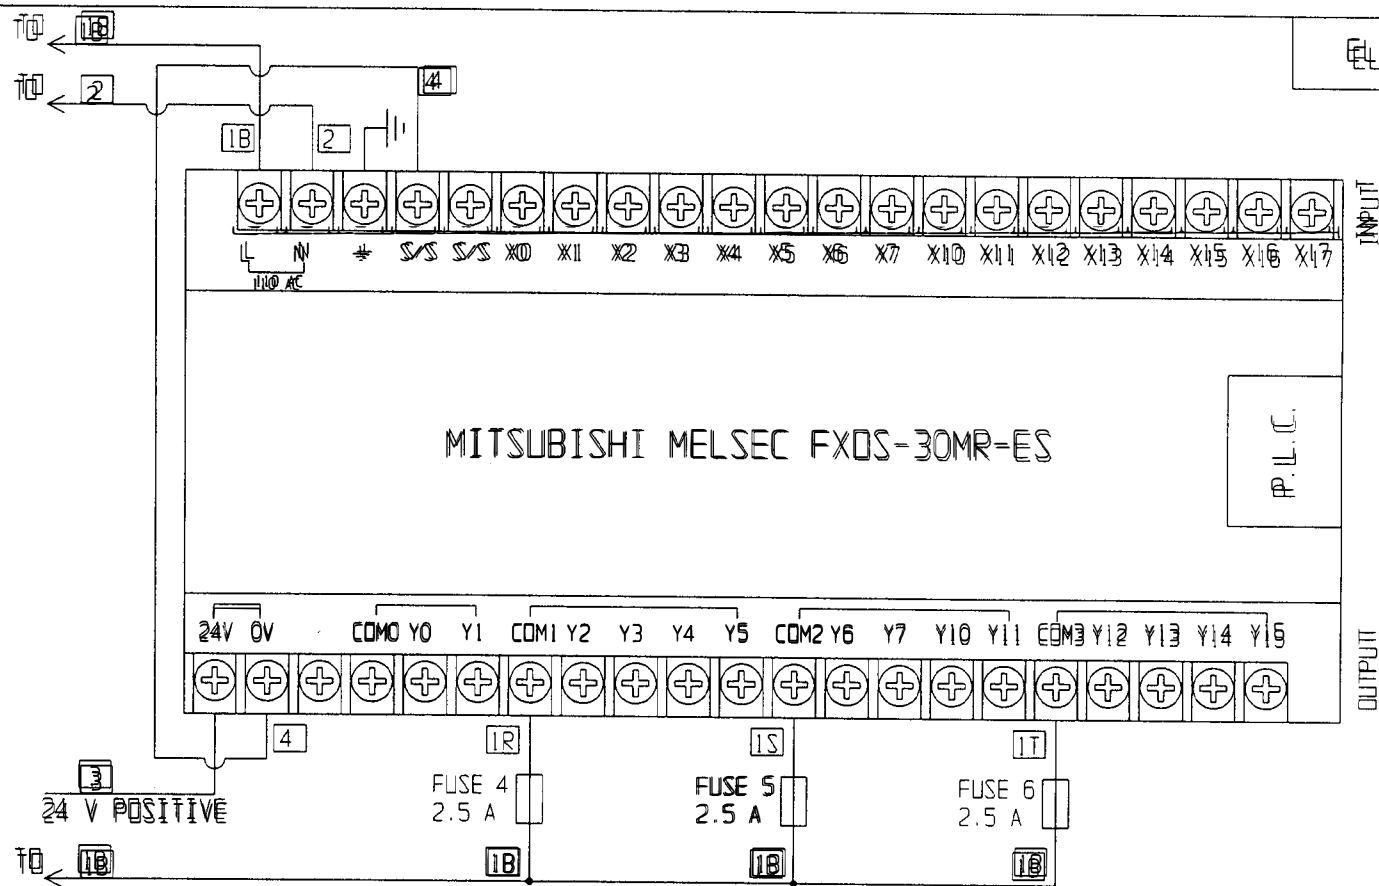 TO 1B
EL
TO 2
4
1B 2
L N S/S S/S X0 X1 X2 X3 X4 X5 X6 X7 X10 X11 X12 X13 X14 X15 X16 X17
110 AC
INPUT
MITSUBISHI MELSEC FX0S-30MR-ES
P.L.C.
24V 0V COM0 Y0 Y1 COM1 Y2 Y3 Y4 Y5 COM2 Y6 Y7 Y10 Y11 COM3 Y12 Y13 Y14 Y15
OUTPUT
4 1R 1S 1T
3
24 V POSITIVE
FUSE 4
2.5 A
FUSE 5
2.5 A
FUSE 6
2.5 A
TO 1B 1B 1B 1B